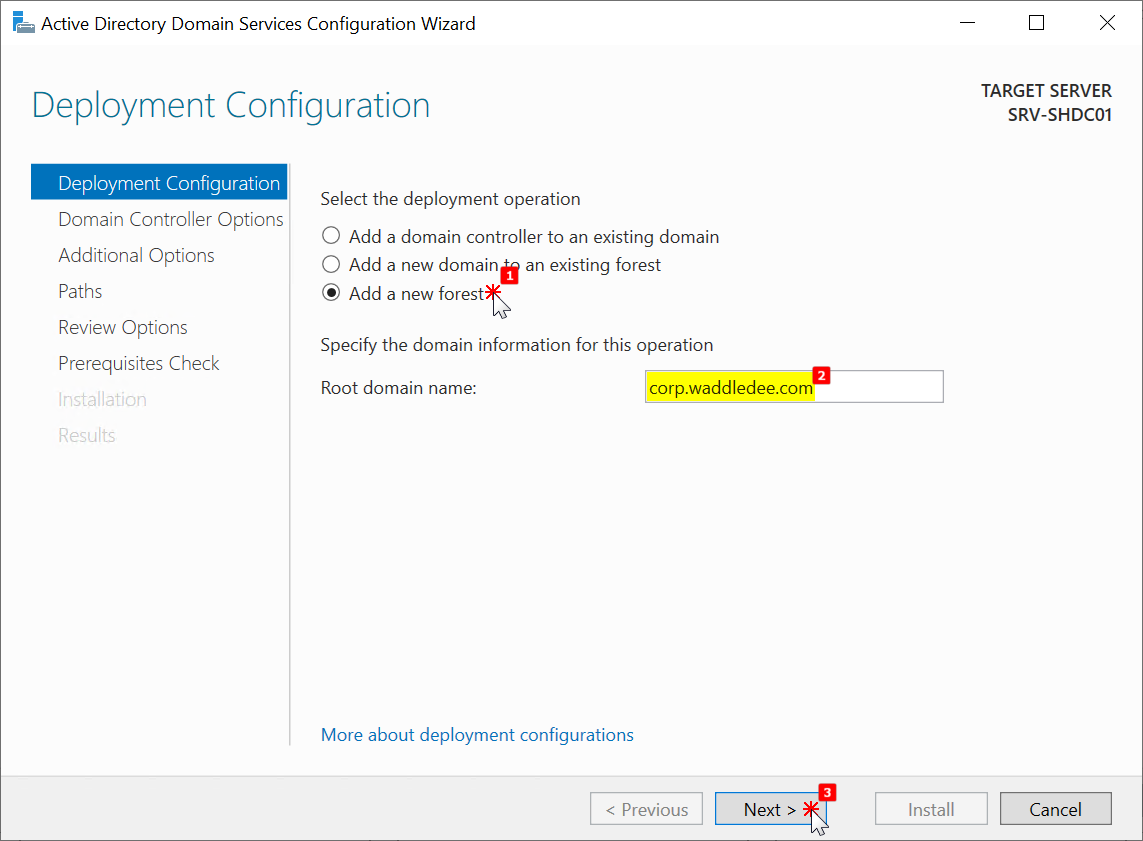 Active Directory Domain Services Configuration Wizard
Deployment Configuration
TARGET SERVER
SRV-SHDC01
Deployment Configuration
Domain Controller Options
Additional Options
Paths
Review Options
Prerequisites Check
Installation
Results
Select the deployment operation
Add a domain controller to an existing domain
Add a new domain to an existing forest
1
Add a new forest
Specify the domain information for this operation
Root domain name:
corp.waddledee.com
2
More about deployment configurations
< Previous
Next >
3
Install
Cancel